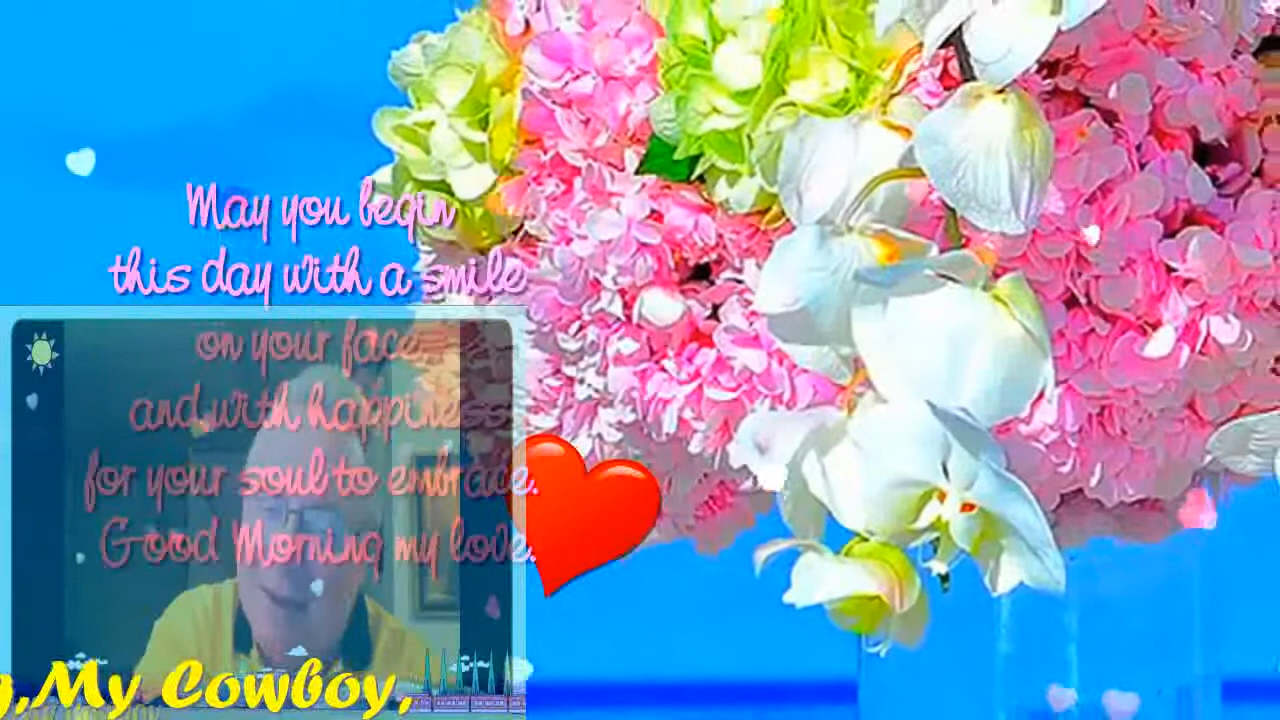 May you begin
this day with a smile
on your face,
and with happiness
for your soul to embrace.
Good Morning my love.
g,My Cowboy,